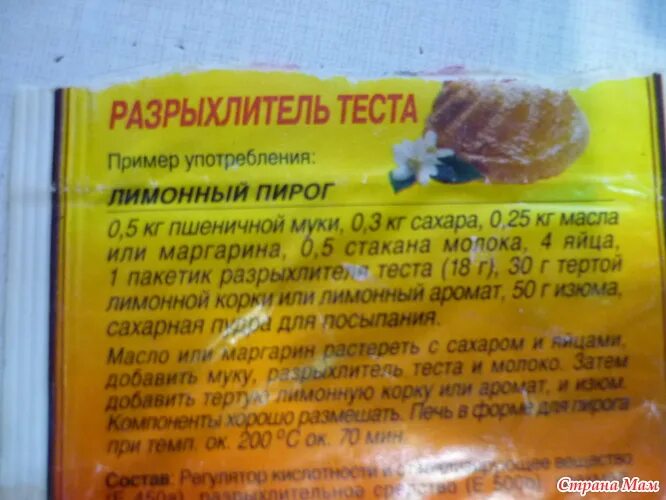 РАЗРЫХЛИТЕЛЬ ТЕСТА
Пример употребления:
ЛИМОННЫЙ ПИРОГ
0,5 кг пшеничной муки, 0,3 кг сахара, 0,25 кг масла
или маргарина, 0,5 стакана молока, 4 яйца,
1 пакетик разрыхлители теста (18 г), 30 г тертой
лимонной корки или лимонный аромат, 50 г изюма,
сахарная пудра для посыпания.
Масло или маргарин растереть с сахаром и яйцами,
добавить муку, разрыхлитель теста и молоко. Затем
добавить тертую лимонную корку или аромат, и изюм.
Компоненты хорошо размешать. Печь в форме для пирога
при темп. ок. 200 °C ок. 70 мин.
Состав: Регулятор кислотности и вещество
(Е 450а), разрыхлительное средство (Е 500б),
Страна Мам